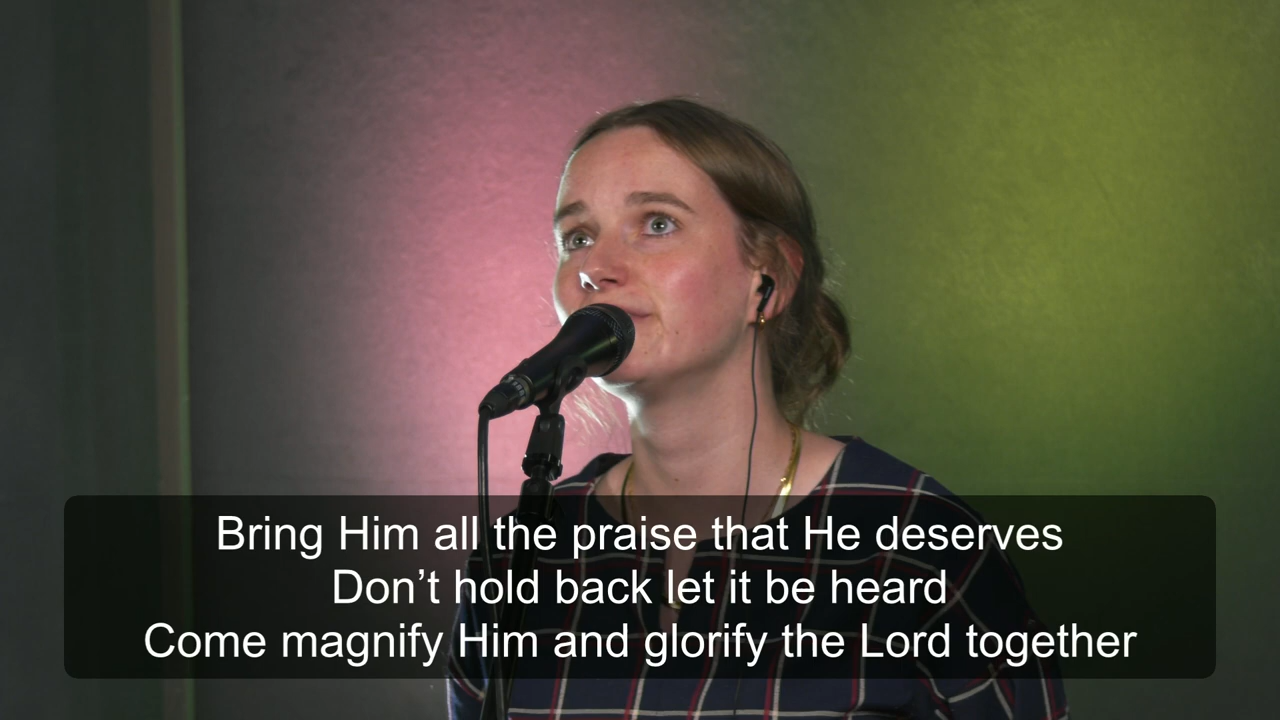 Bring Him all the praise that He deserves
Don’t hold back let it be heard
Come magnify Him and glorify the Lord together